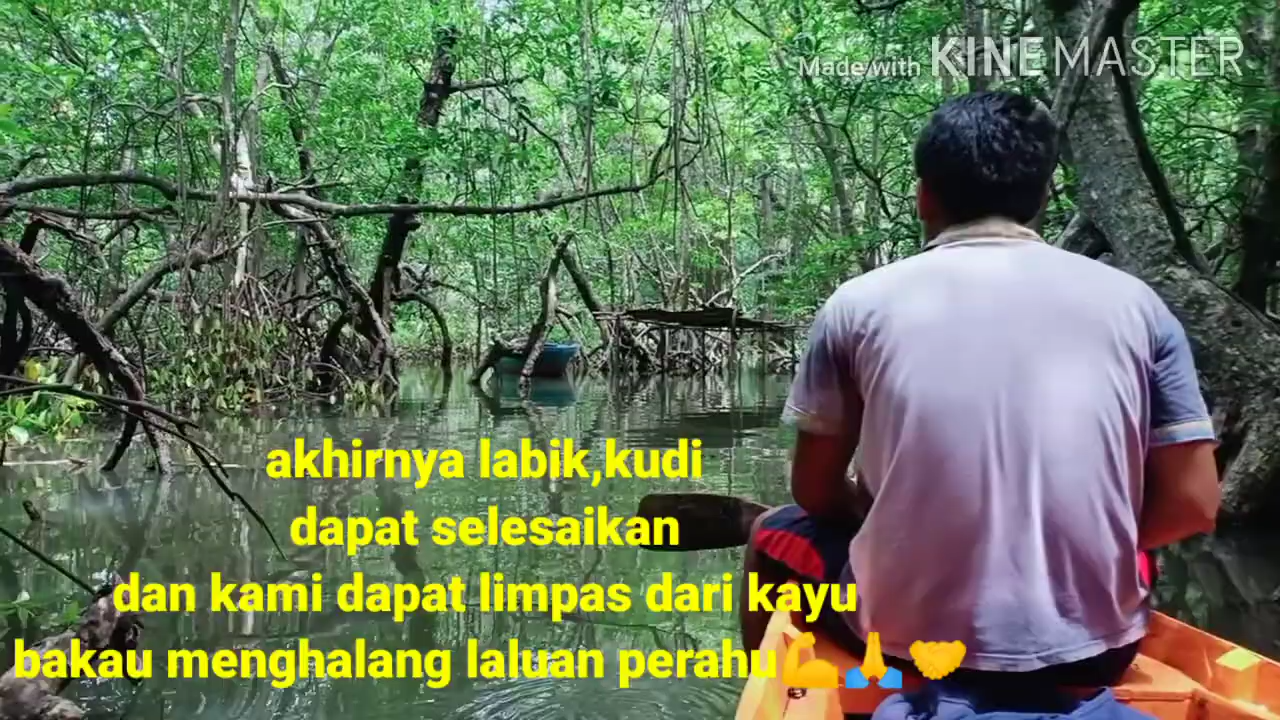 Made with KINEMASTER
akhirnya labik,kudi
dapat selesaikan
dan kami dapat limpas dari kayu
bakau menghalang laluan perahu💪🙏🤝